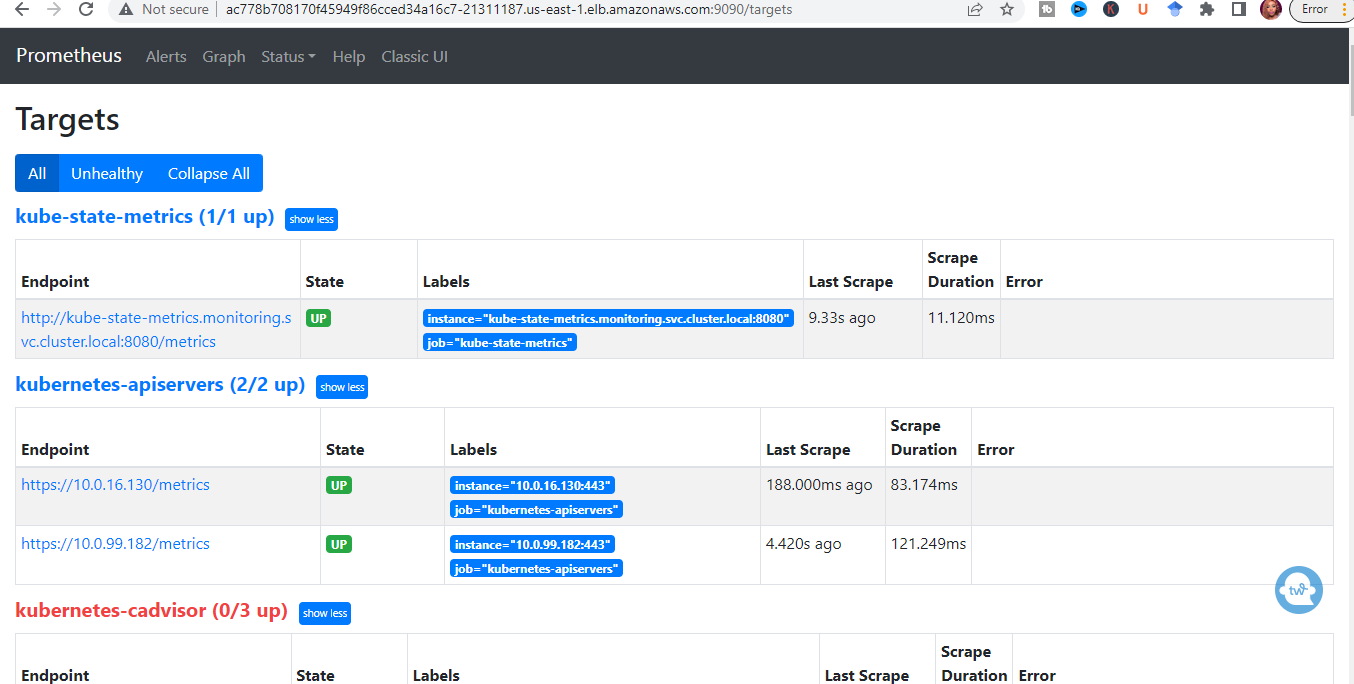 Not secure ac778b708170f45949f86cced34a16c7-21311187.us-east-1.elb.amazonaws.com:9090/targets Error
Prometheus Alerts Graph Status Help Classic UI
Targets
All Unhealthy Collapse All
kube-state-metrics (1/1 up) show less
Endpoint State Labels Last Scrape Scrape Duration Error
http://kube-state-metrics.monitoring.s
vc.cluster.local:8080/metrics
UP
instance="kube-state-metrics.monitoring.svc.cluster.local:8080"
job="kube-state-metrics"
9.33s ago
11.120ms
kubernetes-apiservers (2/2 up) show less
Endpoint State Labels Last Scrape Scrape Duration Error
https://10.0.16.130/metrics UP instance="10.0.16.130:443" 188.000ms ago 83.174ms
job="kubernetes-apiservers"
https://10.0.99.182/metrics UP instance="10.0.99.182:443" 4.420s ago 121.249ms
job="kubernetes-apiservers"
kubernetes-cadvisor (0/3 up) show less
Endpoint State Labels Last Scrape Scrape Duration Error